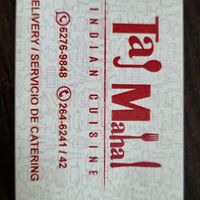 Taj Mahal
INDIAN CUISINE
6276-9848 264-6241 / 42
DELIVERY / SERVICIO DE CATERING